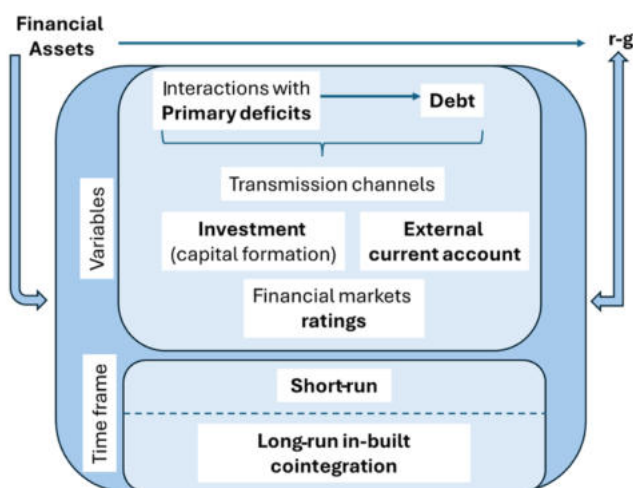 Financial
Assets
r-g
Interactions with
Primary deficits
Debt
Transmission channels
Variables
Investment
(capital formation)
External
current account
Financial markets
ratings
Time frame
Short-run
Long-run in-built
cointegration